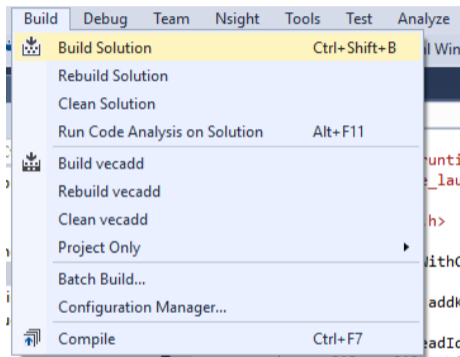 Build Debug Team Nsight Tools Test Analyze
Build Solution Ctrl+Shift+B
Rebuild Solution
Clean Solution
Run Code Analysis on Solution Alt+F11
Build vecadd
Rebuild vecadd
Clean vecadd
Project Only
h>
Batch Build...
Configuration Manager...
Compile Ctrl+F7